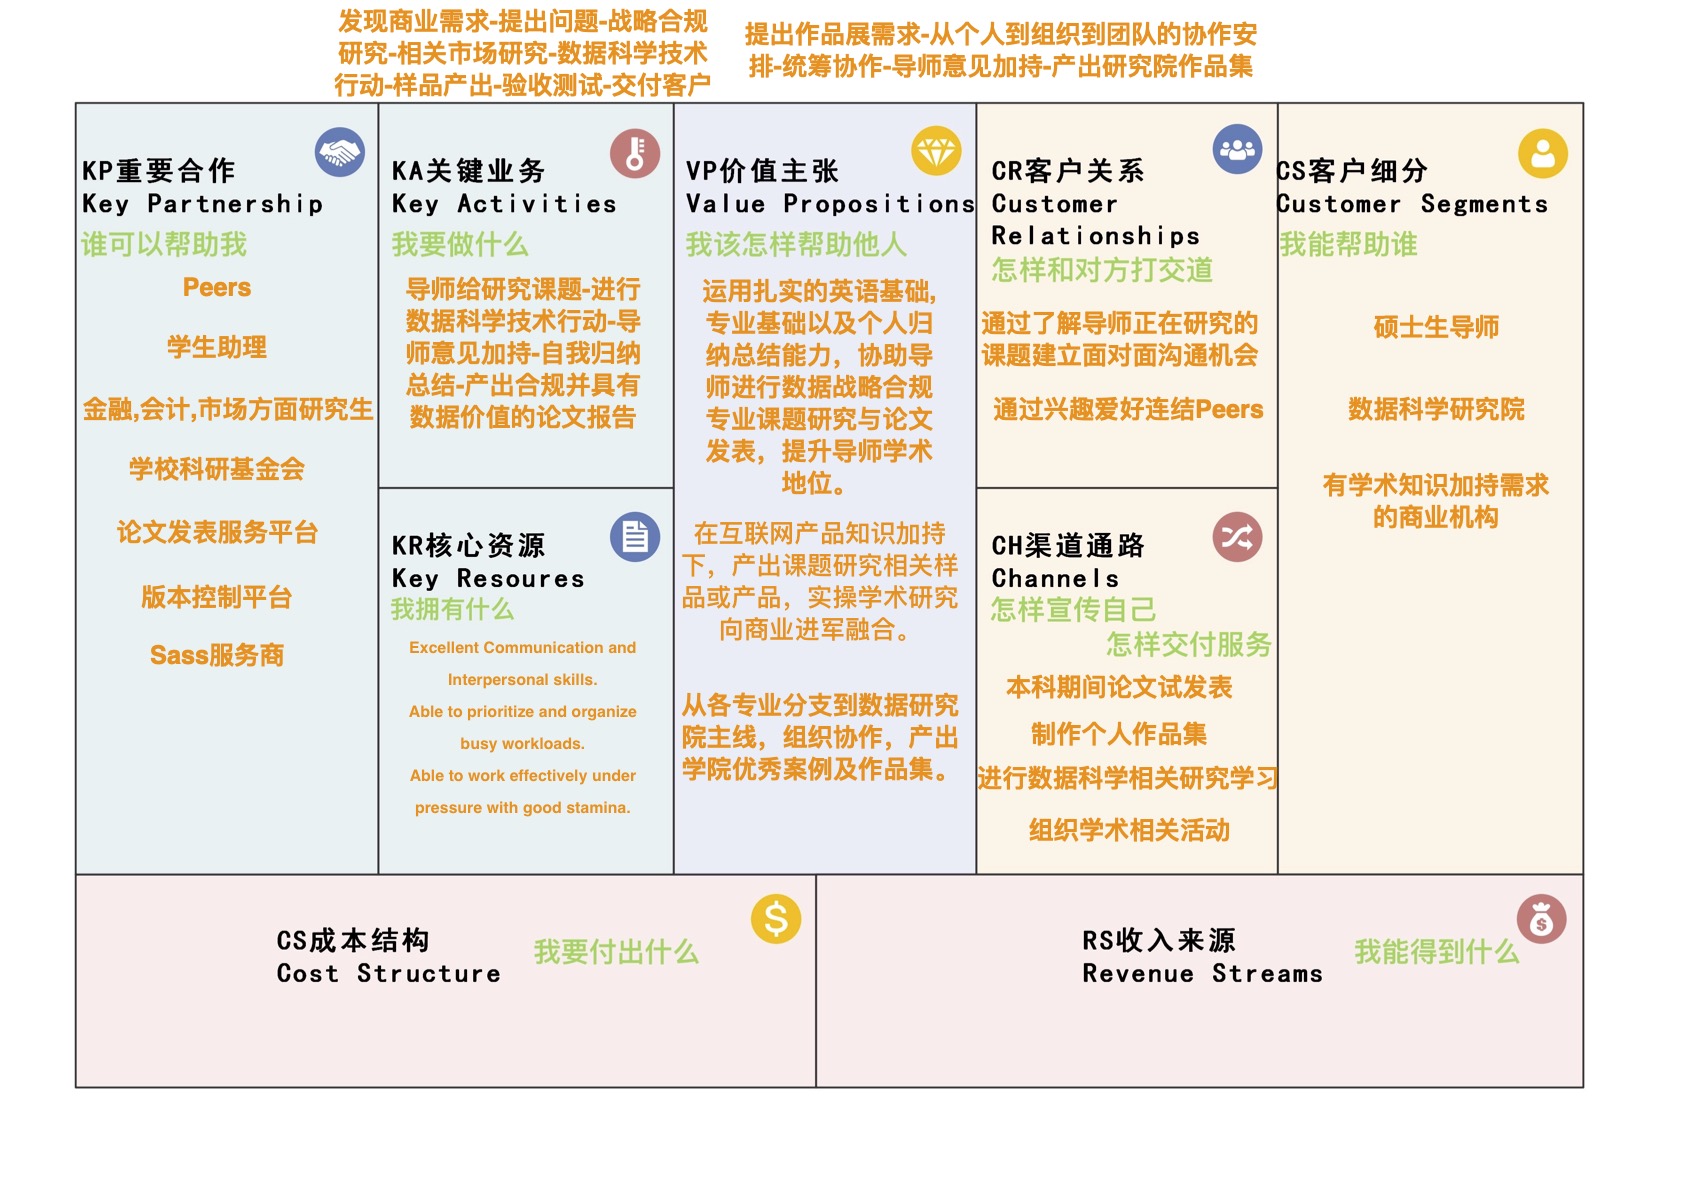 发现商业需求-提出问题-战略合规
研究-相关市场研究-数据科学技术
行动-样品产出-验收测试-交付客户
提出作品展需求-从个人到组织到团队的协作安
排-统筹协作-导师意见加持-产出研究院作品集
KP重要合作
Key Partnership
谁可以帮助我
Peers
学生助理
金融,会计,市场方面研究生
学校科研基金会
论文发表服务平台
版本控制平台
Sass服务商
KA关键业务
Key Activities
我要做什么
导师给研究课题-进行
数据科学技术行动-导
师意见加持-自我归纳
总结-产出合规并具有
数据价值的论文报告
KR核心资源
Key Resoures
我拥有什么
Excellent Communication and
Interpersonal skills.
Able to prioritize and organize
busy workloads.
Able to work effectively under
pressure with good stamina.
VP价值主张
Value Propositions
我该怎样帮助他人
运用扎实的英语基础,
专业基础以及个人归
纳总结能力，协助导
师进行数据战略合规
专业课题研究与论文
发表，提升导师学术
地位。
在互联网产品知识加持
下，产出课题研究相关样
品或产品，实操学术研究
向商业进军融合。
从各专业分支到数据研究
院主线，组织协作，产出
学院优秀案例及作品集。
CR客户关系
Customer
Relationships
怎样和对方打交道
通过了解导师正在研究的
课题建立面对面沟通机会
通过兴趣爱好连结Peers
CH渠道通路
Channels
怎样宣传自己
怎样交付服务
本科期间论文试发表
制作个人作品集
进行数据科学相关研究学习
组织学术相关活动
CS客户细分
Customer Segments
我能帮助谁
硕士生导师
数据科学研究院
有学术知识加持需求
的商业机构
CS成本结构
Cost Structure
我要付出什么
RS收入来源
Revenue Streams
我能得到什么